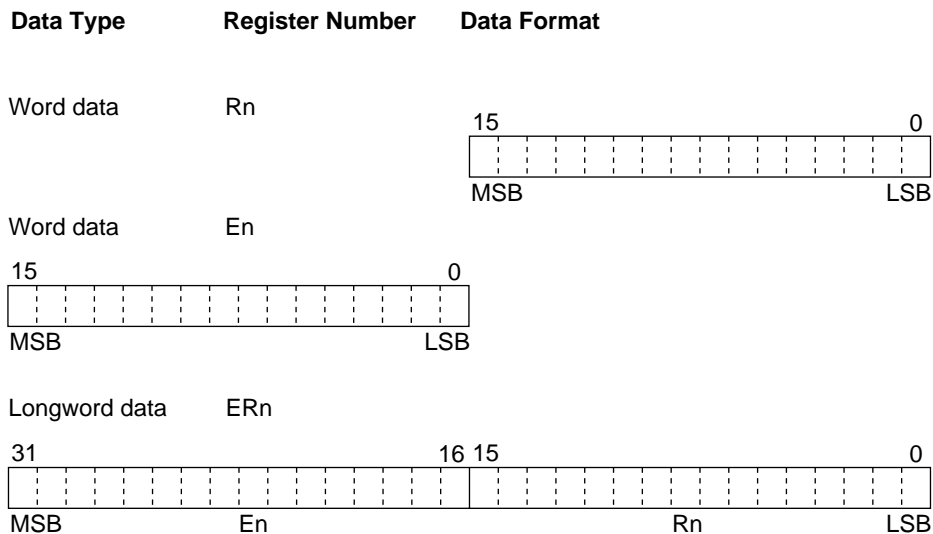 Data Type Register Number Data Format
Word data Rn
15 0
MSB LSB
Word data En
15 0
MSB LSB
Longword data ERn
31 16 15 0
MSB En Rn LSB